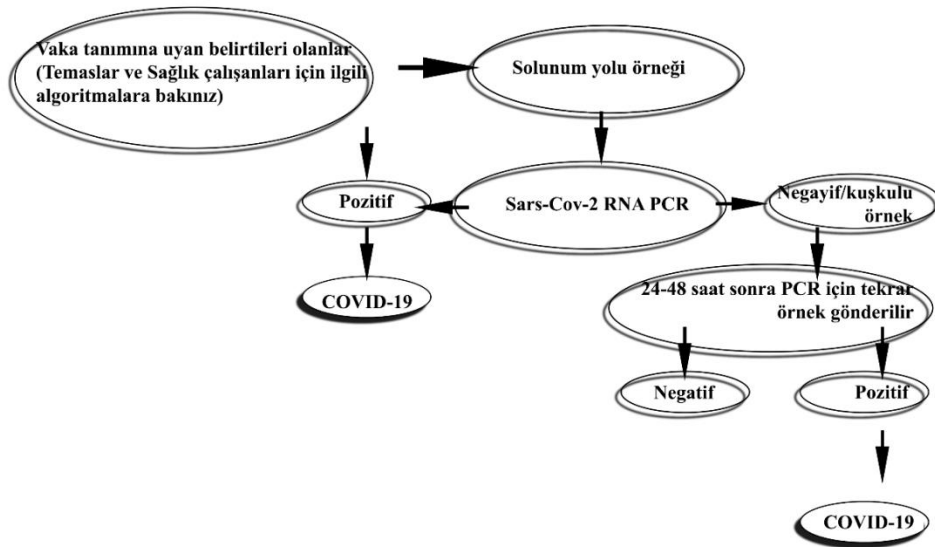 Vaka tanımına uyan belirtileri olanlar
(Temaslar ve Sağlık çalışanları için ilgili
algoritmalara bakınız)
Solunum yolu örneği
Pozitif
Sars-Cov-2 RNA PCR
Negayif/kuşkulu
örnek
COVID-19
24-48 saat sonra PCR için tekrar
örnek gönderilir
Negatif
Pozitif
COVID-19